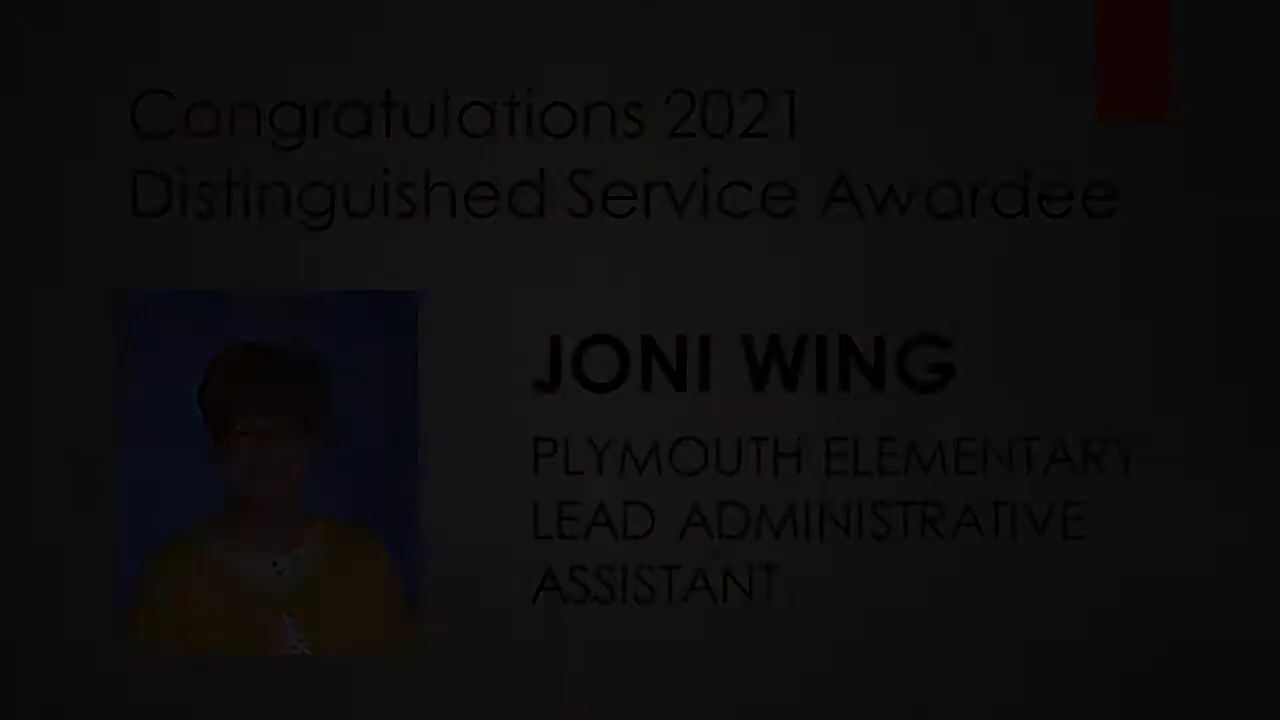 Congratulations 2021
Distinguished Service Awardee
JONI WING
PLYMOUTH ELEMENTARY
LEAD ADMINISTRATIVE
ASSISTANT